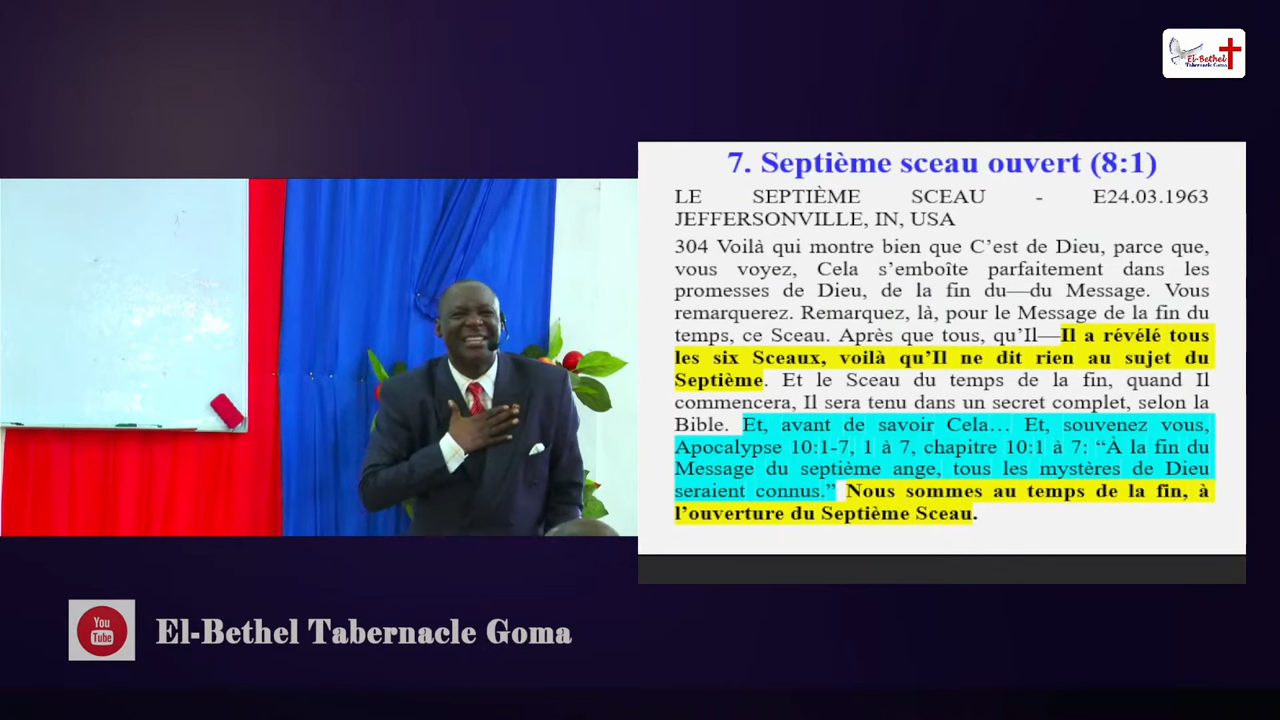 El-Bethel
Tabernacle Goma
7. Septième sceau ouvert (8:1)
LE SEPTIÈME SCEAU - E24.03.1963
JEFFERSONVILLE, IN, USA
304 Voilà qui montre bien que C’est de Dieu, parce que,
vous voyez, Cela s’emboîte parfaitement dans les
promesses de Dieu, de la fin du—du Message. Vous
remarquerez. Remarquez, là, pour le Message de la fin du
temps, ce Sceau. Après que tous, qu’Il—Il a révélé tous
les six Sceaux, voilà qu’Il ne dit rien au sujet du
Septième. Et le Sceau du temps de la fin, quand Il
commencera, Il sera tenu dans un secret complet, selon la
Bible. Et, avant de savoir Cela… Et, souvenez vous,
Apocalypse 10:1-7, 1 à 7, chapitre 10:1 à 7: “À la fin du
Message du septième ange, tous les mystères de Dieu
seraient connus.” Nous sommes au temps de la fin, à
l’ouverture du Septième Sceau.
You
Tube
El-Bethel Tabernacle Goma